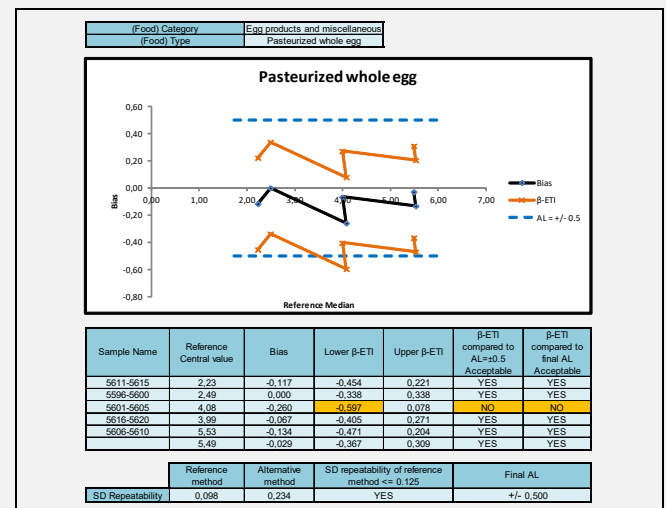 (Food) Category Egg products and miscellaneous
(Food) Type Pasteurized whole egg
Pasteurized whole egg
0,60
0,40
0,20
0,00
-0,20
-0,40
-0,60
-0,80
0,00 1,00 2,00 3,00 4,00 5,00 6,00 7,00
Bias
Reference Median
Bias
β-ETI
AL = +/- 0.5
Sample Name Reference Central value Bias Lower β-ETI Upper β-ETI β-ETI compared to AL=±0.5 Acceptable β-ETI compared to final AL Acceptable
5611-5615 2,23 -0,117 -0,454 0,221 YES YES
5596-5600 2,49 0,000 -0,338 0,338 YES YES
5601-5605 4,08 -0,260 -0,597 0,078 NO NO
5616-5620 3,99 -0,067 -0,405 0,271 YES YES
5606-5610 5,53 -0,134 -0,471 0,204 YES YES
5,49 -0,029 -0,367 0,309 YES YES
Reference method Alternative method SD repeatability of reference method <= 0.125 Final AL
SD Repeatability 0,098 0,234 YES +/- 0,500